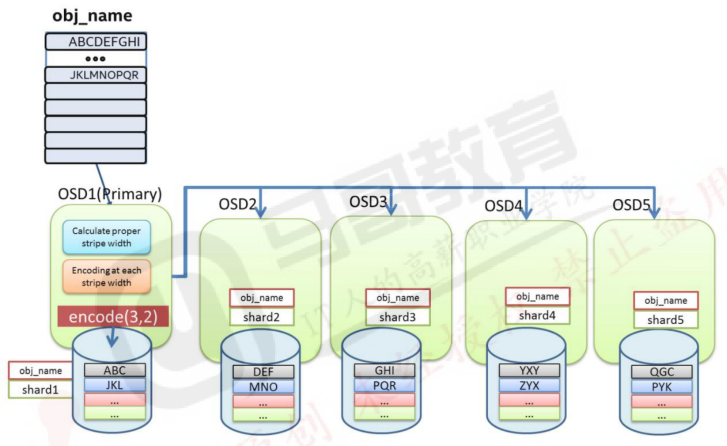 obj_name
ABCDEFGHI
•••
JKLMNOPQR
OSD1(Primary)
OSD2
OSD3
OSD4
OSD5
Calculate proper
stripe width
Encoding at each
stripe width
encode(3,2)
obj_name
shard1
ABC
JKL
...
...
obj_name
shard2
DEF
MNO
...
...
obj_name
shard3
GHI
PQR
...
...
obj_name
shard4
YXY
ZYX
...
...
obj_name
shard5
QGC
PYK
...
...
马哥教育
IT人的高薪职业学院
禁止盗用